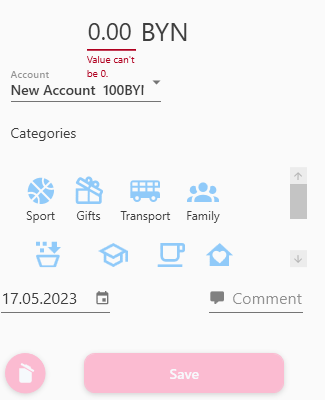 0.00 BYN
Value can't
be 0.
Account
New Account 100BYI
Categories
Sport Gifts Transport Family
17.05.2023 Comment
Save